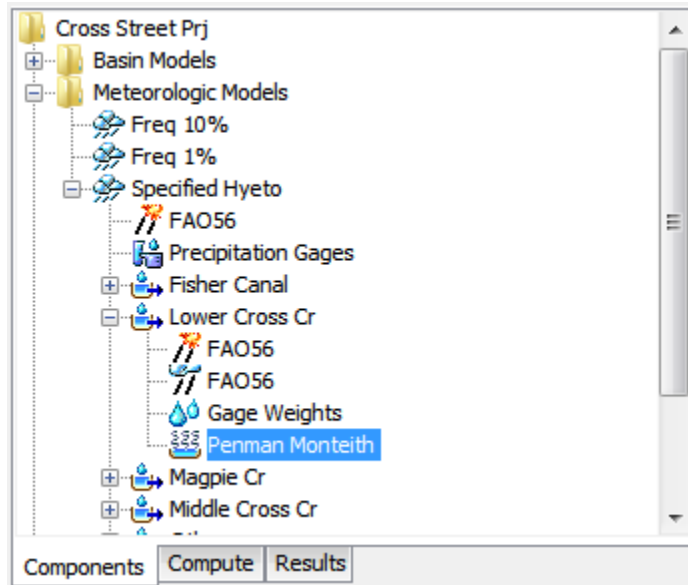 Cross Street Prj
Basin Models
Meteorologic Models
Freq 10%
Freq 1%
Specified Hyeto
FAO56
Precipitation Gages
Fisher Canal
Lower Cross Cr
FAO56
FAO56
Gage Weights
Penman Monteith
Magpie Cr
Middle Cross Cr
Components Compute Results